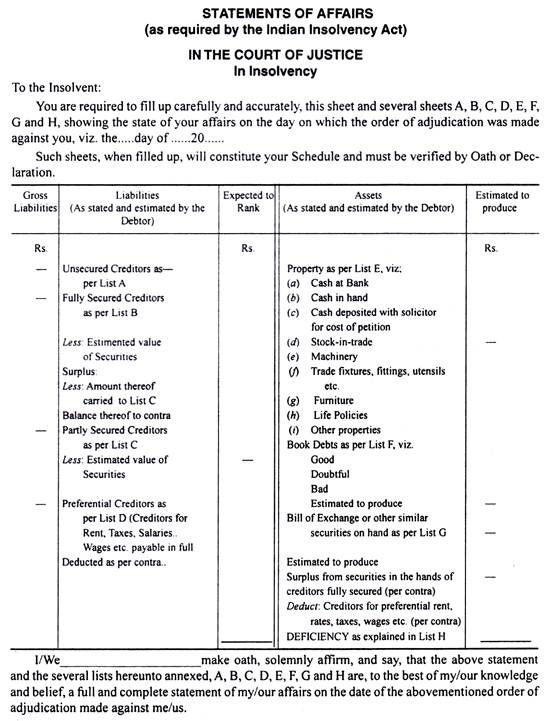 STATEMENTS OF AFFAIRS
(as required by the Indian Insolvency Act)
IN THE COURT OF JUSTICE
In Insolvency
To the Insolvent:
You are required to fill up carefully and accurately, this sheet and several sheets A, B, C, D, E, F,
G and H, showing the state of your affairs on the day on which the order of adjudication was made
against you, viz. the.....day of ......20......
Such sheets, when filled up, will constitute your Schedule and must be verified by Oath or Dec-
laration.
Gross Liabilities
Liabilities
(As stated and estimated by the Debtor)
Expected to Rank
Assets
(As stated and estimated by the Debtor)
Estimated to produce
Rs. Rs. Rs.
— Unsecured Creditors as—
per List A
— Fully Secured Creditors
as per List B
Less: Estimented value
of Securities
Surplus:
Less: Amount thereof
carried to List C
Balance thereof to contra
— Partly Secured Creditors
as per List C
Less: Estimated value of —
Securities
— Preferential Creditors as
per List D (Creditors for
Rent, Taxes, Salaries..
Wages etc. payable in full
Deducted as per contra..
Property as per List E, viz;
(a) Cash at Bank
(b) Cash in hand
(c) Cash deposited with solicitor
for cost of petition
(d) Stock-in-trade —
(e) Machinery
(f) Trade fixtures, fittings, utensils
etc.
(g) Furniture
(h) Life Policies
(i) Other properties
Book Debts as per List F, viz.
Good
Doubtful
Bad
Estimated to produce —
Bill of Exchange or other similar
securities on hand as per List G —
Estimated to produce
Surplus from securities in the hands of —
creditors fully secured (per contra)
Deduct: Creditors for preferential rent,
rates, taxes, wages etc. (per contra)
DEFICIENCY as explained in List H
I/We____________________make oath, solemnly affirm, and say, that the above statement
and the several lists hereunto annexed, A, B, C, D, E, F, G and H are, to the best of my/our knowledge
and belief, a full and complete statement of my/our affairs on the date of the abovementioned order of
adjudication made against me/us.